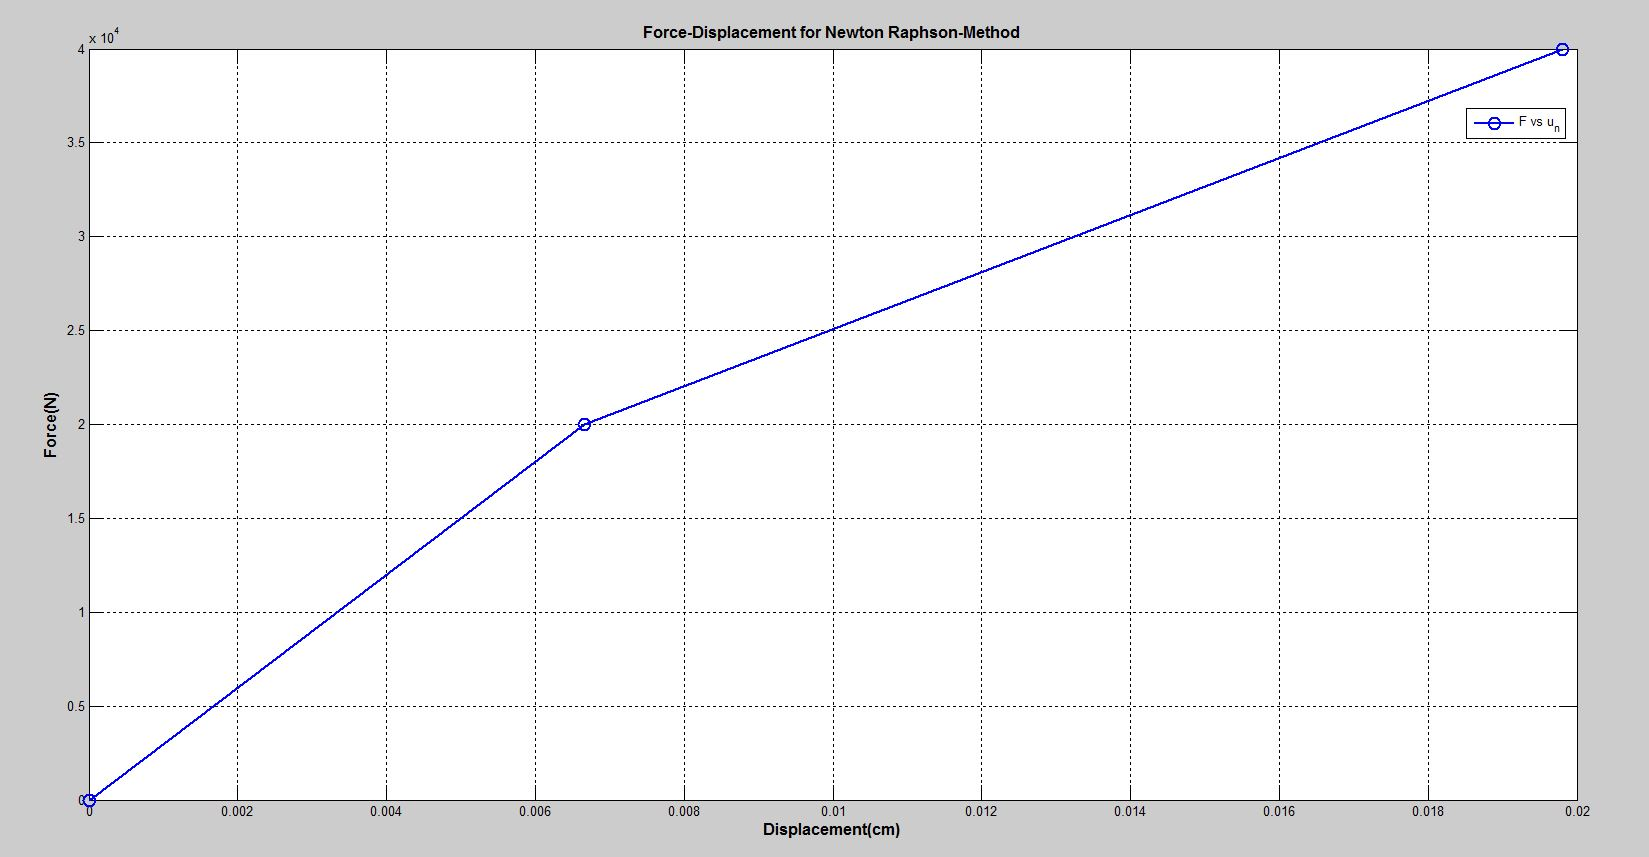 Force-Displacement for Newton Raphson-Method
x 10^4
4
3.5
3
2.5
2
1.5
1
0.5
0
Force(N)
F vs u_n
0 0.002 0.004 0.006 0.008 0.01 0.012 0.014 0.016 0.018 0.02
Displacement(cm)